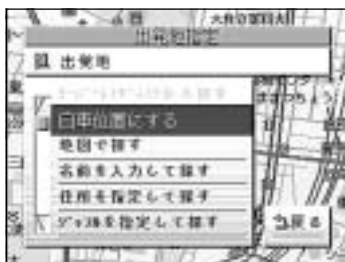 出発地指定
出発地
自車位置にする
地図で探す
名前を入力して探す
住所を指定して探す
ｼﾞｬﾝﾙを指定して探す
戻る